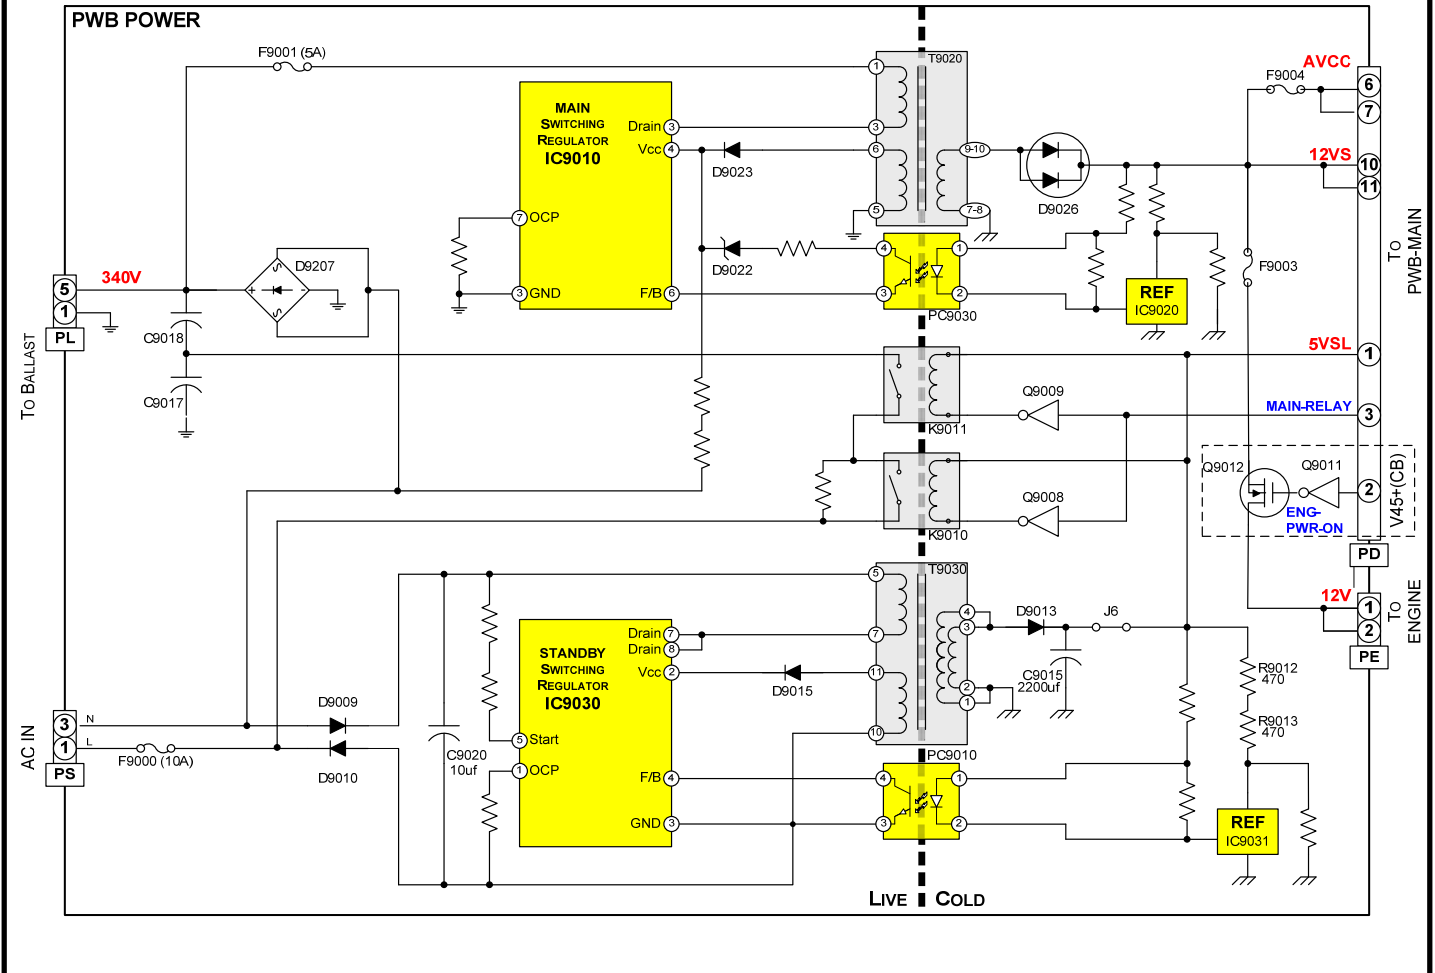 PWB POWER
F9001 (5A)
T9020
AVCC
F9004
6
7
1
MAIN
SWITCHING
REGULATOR
IC9010
Drain 3
3
Vcc 4
6
9-10
12VS
10
11
D9023
D9026
7 OCP
5
7-8
TO
PWB-MAIN
D9207
D9022
4
1
F9003
340V
5
1
+
-
3 GND
F/B 6
3
2
REF
IC9020
PL
C9018
PC9030
5VSL
1
TO BALLAST
C9017
Q9009
MAIN-RELAY
3
K9011
Q9012
Q9011
2
V45+(CB)
Q9008
ENG-
PWR-ON
K9010
PD
T9030
5
12V
1
2
TO
ENGINE
PE
STANDBY
SWITCHING
REGULATOR
IC9030
Drain 7
Drain 8
7
4
3
D9013
J6
Vcc 2
11
D9015
C9015
2200uf
2
1
R9012
470
R9013
470
AC IN
3
N
1
L
PS
F9000 (10A)
D9009
D9010
C9020
10uf
5 Start
1 OCP
10
PC9010
F/B 4
4
1
GND 3
3
2
REF
IC9031
LIVE
COLD